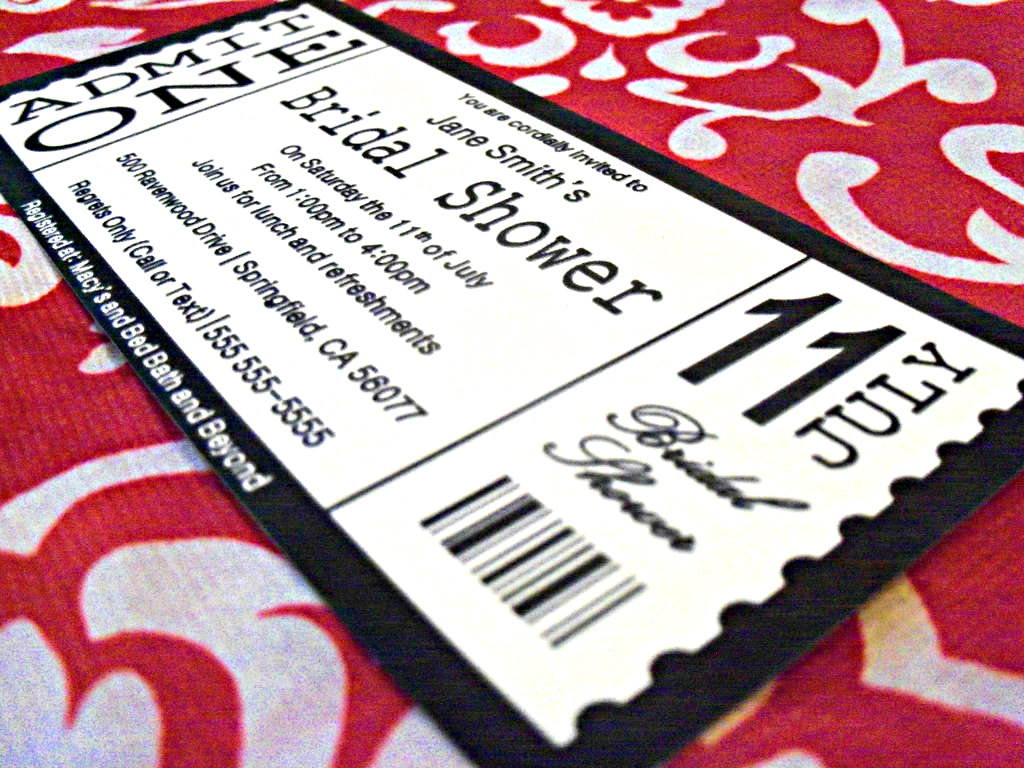 ADMIT
ONE
You are cordially invited to
Jane Smith's
Bridal Shower
On Saturday the 11th of July
From 1:00pm to 4:00pm
Join us for lunch and refreshments
500 Ravenwood Drive | Springfield, CA 56077
Regrets Only (Call or Text) | 555 555-5555
Registered at: Macy's and Bed Bath and Beyond
11
JULY
Bridal
Shower